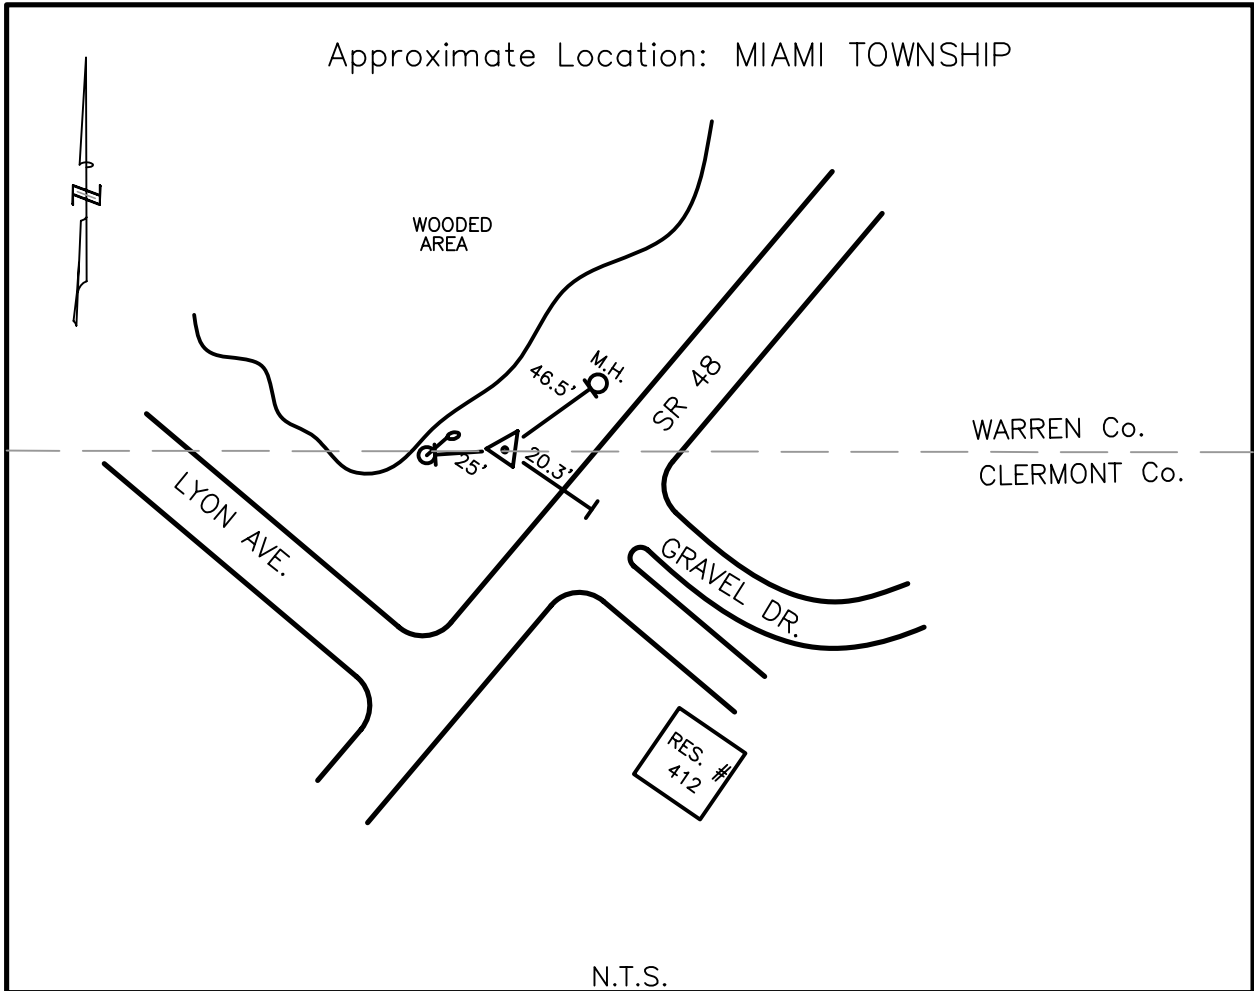 Approximate Location: MIAMI TOWNSHIP
N
WOODED
AREA
M.H.
46.5'
SR 48
25'
20.3'
WARREN Co.
CLERMONT Co.
LYON AVE.
GRAVEL DR.
RES. #
412
N.T.S.